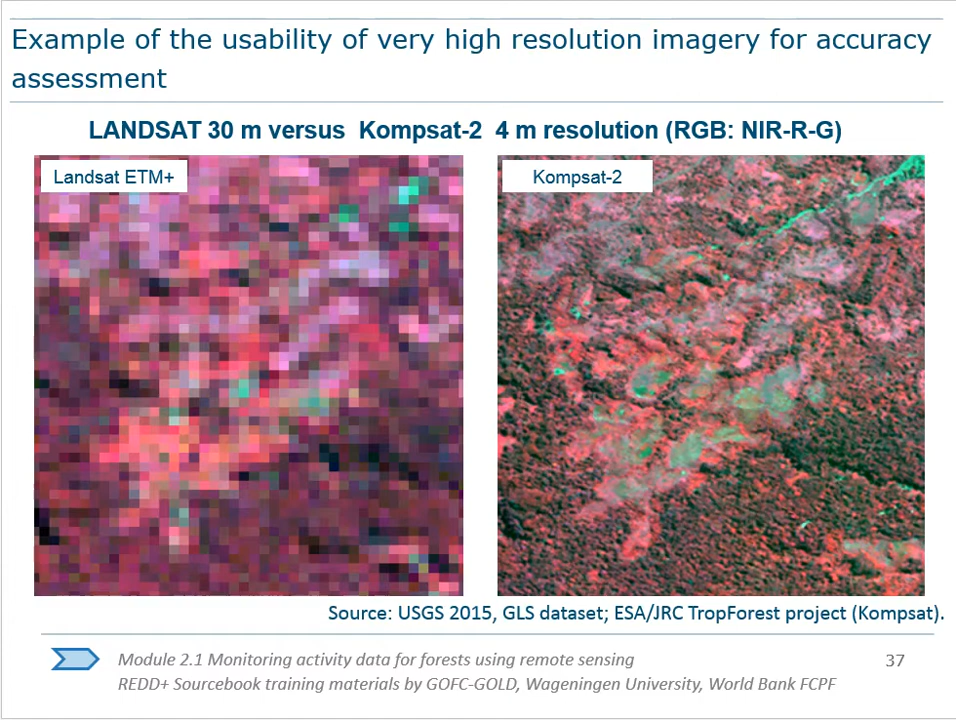 Example of the usability of very high resolution imagery for accuracy
assessment
LANDSAT 30 m versus Kompsat-2 4 m resolution (RGB: NIR-R-G)
Landsat ETM+
Kompsat-2
Source: USGS 2015, GLS dataset; ESA/JRC TropForest project (Kompsat).
Module 2.1 Monitoring activity data for forests using remote sensing
REDD+ Sourcebook training materials by GOFC-GOLD, Wageningen University, World Bank FCPF
37